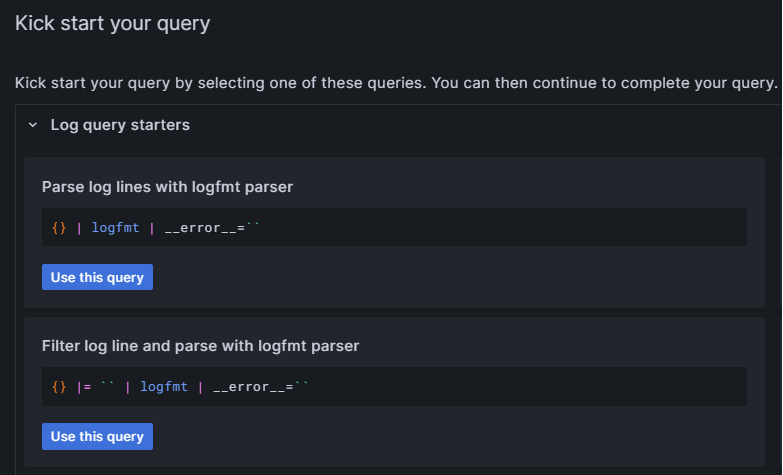 Kick start your query
Kick start your query by selecting one of these queries. You can then continue to complete your query.
Log query starters
Parse log lines with logfmt parser
{} | logfmt | __error__=``
Use this query
Filter log line and parse with logfmt parser
{} |= `` | logfmt | __error__=``
Use this query